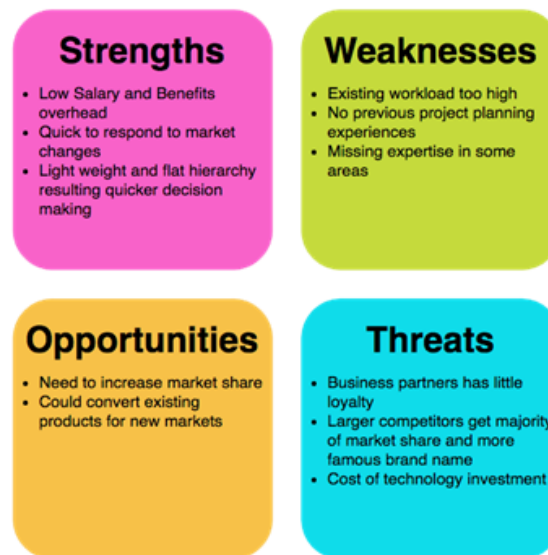 Strengths
• Low Salary and Benefits
overhead
• Quick to respond to market
changes
• Light weight and flat hierarchy
resulting quicker decision
making
Weaknesses
• Existing workload too high
• No previous project planning
experiences
• Missing expertise in some
areas
Opportunities
• Need to increase market share
• Could convert existing
products for new markets
Threats
• Business partners has little
loyalty
• Larger competitors get majority
of market share and more
famous brand name
• Cost of technology investment